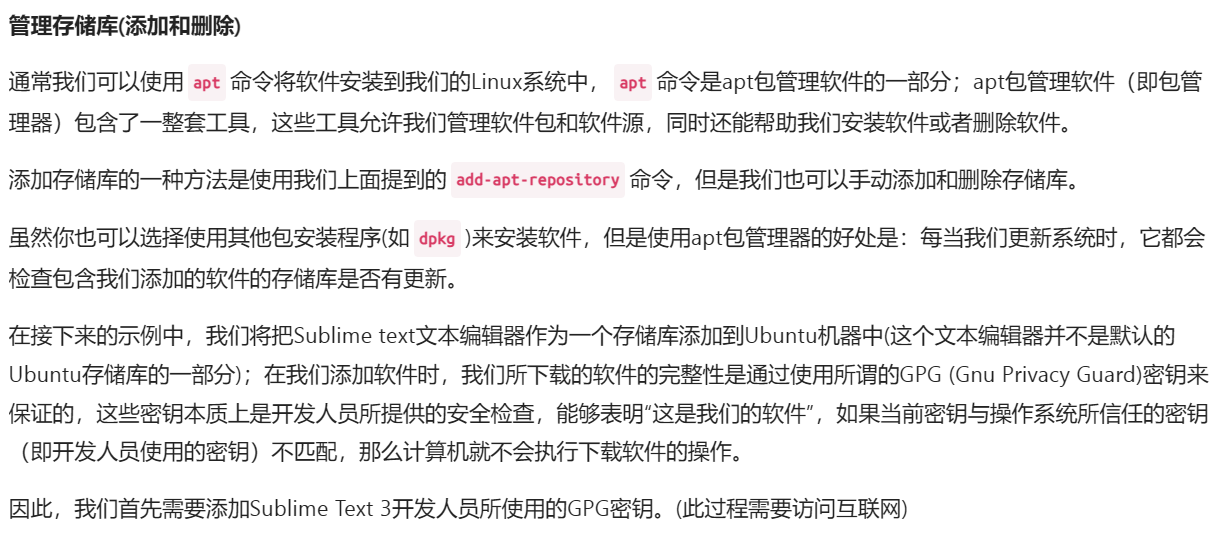 管理存储库(添加和删除)
通常我们可以使用 apt 命令将软件安装到我们的Linux系统中， apt 命令是apt包管理软件的一部分；apt包管理软件（即包管
理器）包含了一整套工具，这些工具允许我们管理软件包和软件源，同时还能帮助我们安装软件或者删除软件。
添加存储库的一种方法是使用我们上面提到的 add-apt-repository 命令，但是我们也可以手动添加和删除存储库。
虽然你也可以选择使用其他包安装程序(如 dpkg )来安装软件，但是使用apt包管理器的好处是：每当我们更新系统时，它都会
检查包含我们添加的软件的存储库是否有更新。
在接下来的示例中，我们将把Sublime text文本编辑器作为一个存储库添加到Ubuntu机器中(这个文本编辑器并不是默认的
Ubuntu存储库的一部分)；在我们添加软件时，我们所下载的软件的完整性是通过使用所谓的GPG (Gnu Privacy Guard)密钥来
保证的，这些密钥本质上是开发人员所提供的安全检查，能够表明“这是我们的软件”，如果当前密钥与操作系统所信任的密钥
（即开发人员使用的密钥）不匹配，那么计算机就不会执行下载软件的操作。
因此，我们首先需要添加Sublime Text 3开发人员所使用的GPG密钥。(此过程需要访问互联网)